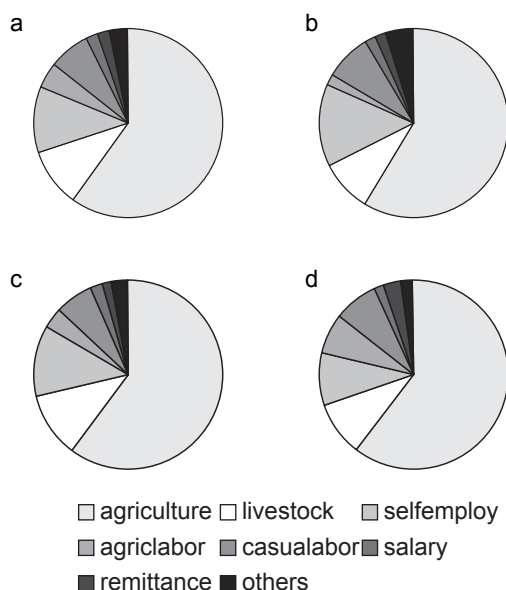 a b
c d
agriculture livestock selfemploy
agriclabor casualabor salary
remittance others